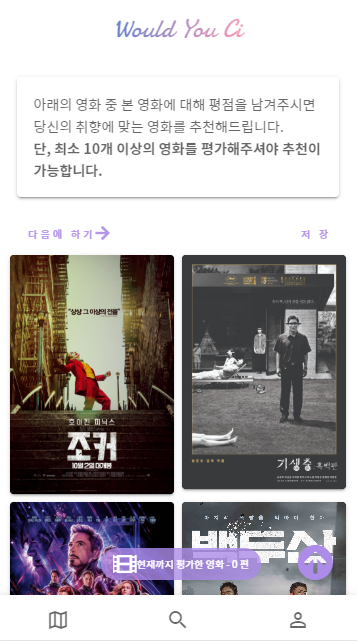 Would You Ci
아래의 영화 중 본 영화에 대해 평점을 남겨주시면
당신의 취향에 맞는 영화를 추천해드립니다.
단, 최소 10개 이상의 영화를 평가해주셔야 추천이
가능합니다.
다음에 하기
저 장
"상상 그 이상의 전율"
호아킨 피닉스
조커
10월 2일 대개봉
기생충 흑백판
백두산
현재까지 평가한 영화 - 0 편